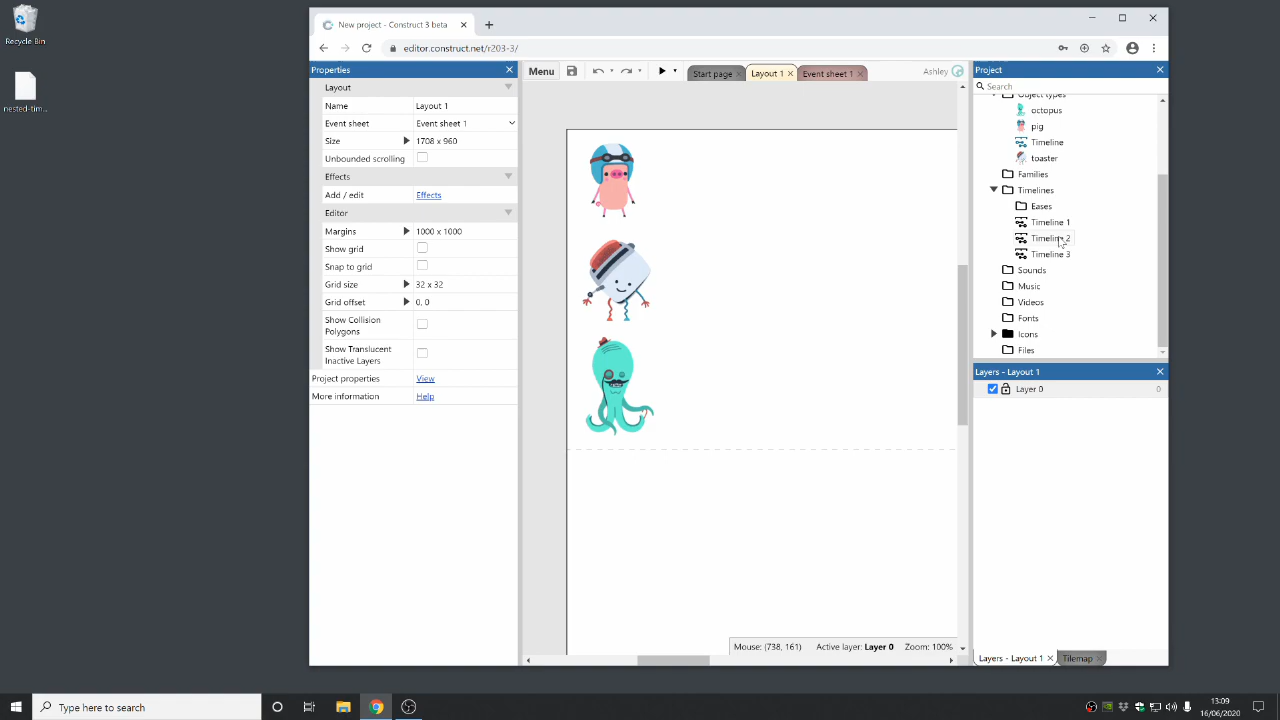 Recycle Bin
nested-tim...
New project - Construct 3 beta
editor.construct.net/r203-3/
Properties
Layout
Name Layout 1
Event sheet Event sheet 1
Size 1708 x 960
Unbounded scrolling
Effects
Add / edit Effects
Editor
Margins 1000 x 1000
Show grid
Snap to grid
Grid size 32 x 32
Grid offset 0, 0
Show Collision
Polygons
Show Translucent
Inactive Layers
Project properties View
More information Help
Menu
Start page
Layout 1
Event sheet 1
Ashley
Mouse: (738, 161) Active layer: Layer 0 Zoom: 100%
Project
Search
Object types
octopus
pig
Timeline
toaster
Families
Timelines
Eases
Timeline 1
Timeline 2
Timeline 3
Sounds
Music
Videos
Fonts
Icons
Files
Layers - Layout 1
Layer 0 0
Layers - Layout 1 Tilemap
Type here to search
13:09
16/06/2020